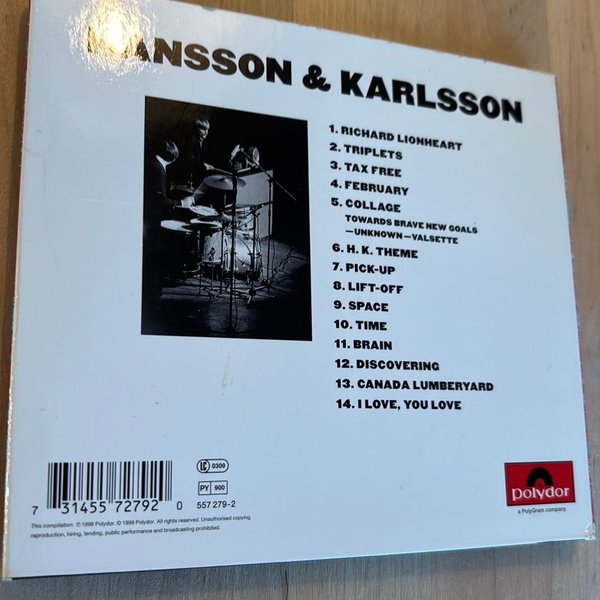 & KARLSSON
1. RICHARD LIONHEART
2. TRIPLETS
3. TAX FREE
4. FEBRUARY
5. COLLAGE
TOWARDS BRAVE NEW GOALS
—UNKNOWN—VALSETTE
6. H. K. THEME
7. PICK-UP
8. LIFT-OFF
9. SPACE
10. TIME
11. BRAIN
12. DISCOVERING
13. CANADA LUMBERYARD
14. I LOVE, YOU LOVE
7 31455 72792 0
LC 0309
PY 900
557 279-2
This compilation: ℗ 1998 Polydor. © 1998 Polydor. All rights reserved. Unauthorised copying,
reproduction, hiring, lending, public performance and broadcasting prohibited.
polydor
a PolyGram company